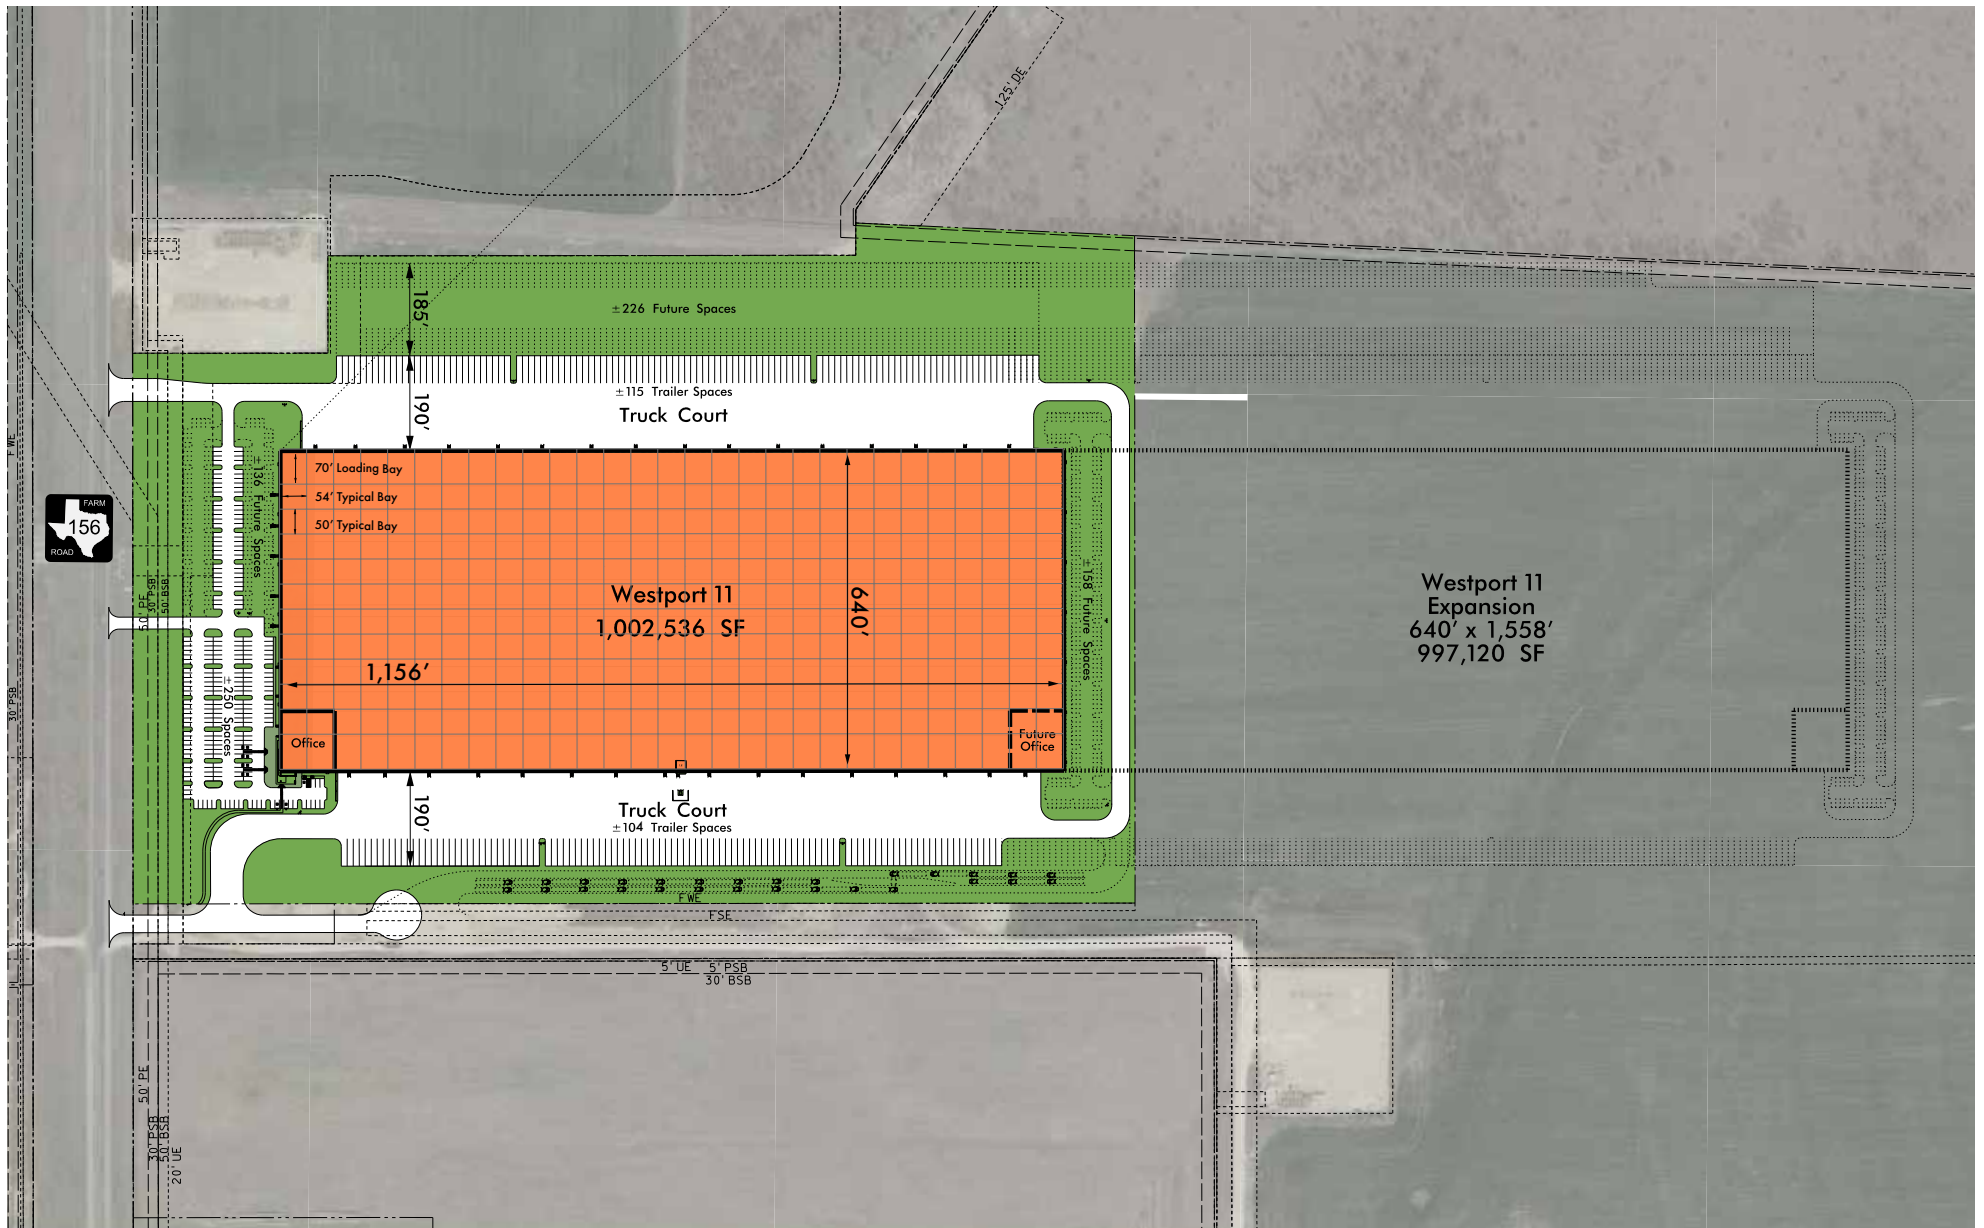 125' DE
185'
±226 Future Spaces
±115 Trailer Spaces
Truck Court
190'
FWE
70' Loading Bay
54' Typical Bay
50' Typical Bay
±136 Future Spaces
FARM
156
ROAD
Westport 11
1,002,536 SF
640'
1,156'
±158 Future Spaces
Westport 11
Expansion
640' x 1,558'
997,120 SF
50' PE
30' PSB
50' BSB
30' PSB
±250 Spaces
Office
Future
Office
190'
Truck Court
±104 Trailer Spaces
FWE
FSE
5' UE 5' PSB
30' BSB
50' PE
30' PSB
50' BSB
20' UE